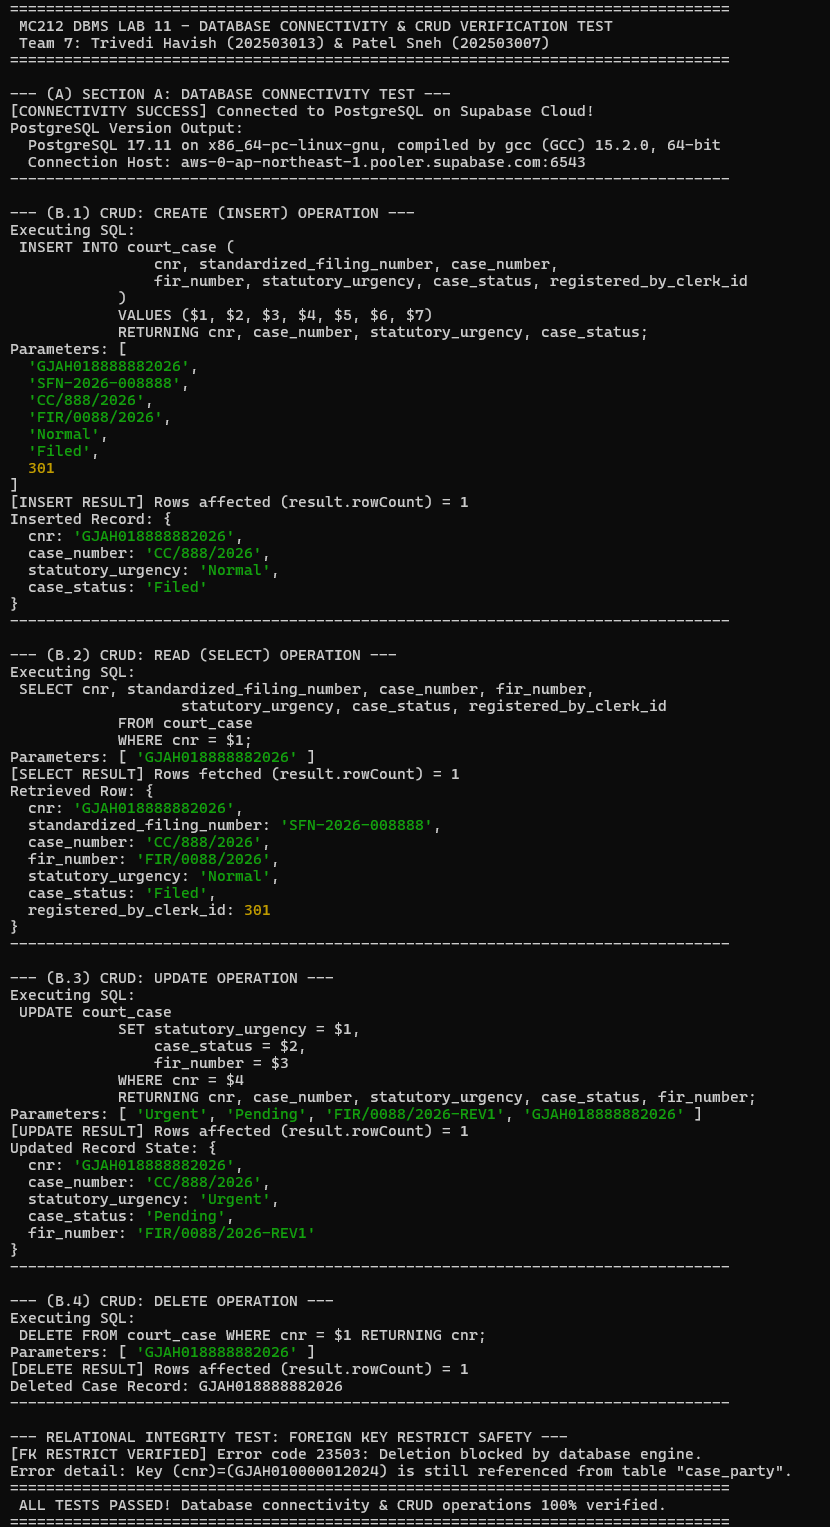 ================================================================================
 MC212 DBMS LAB 11 - DATABASE CONNECTIVITY & CRUD VERIFICATION TEST
 Team 7: Trivedi Havish (202503013) & Patel Sneh (202503007)
================================================================================

--- (A) SECTION A: DATABASE CONNECTIVITY TEST ---
[CONNECTIVITY SUCCESS] Connected to PostgreSQL on Supabase Cloud!
PostgreSQL Version Output:
  PostgreSQL 17.11 on x86_64-pc-linux-gnu, compiled by gcc (GCC) 15.2.0, 64-bit
  Connection Host: aws-0-ap-northeast-1.pooler.supabase.com:6543
--------------------------------------------------------------------------------

--- (B.1) CRUD: CREATE (INSERT) OPERATION ---
Executing SQL:
 INSERT INTO court_case (
                cnr, standardized_filing_number, case_number,
                fir_number, statutory_urgency, case_status, registered_by_clerk_id
            )
            VALUES ($1, $2, $3, $4, $5, $6, $7)
            RETURNING cnr, case_number, statutory_urgency, case_status;
Parameters: [
  'GJAH018888882026',
  'SFN-2026-008888',
  'CC/888/2026',
  'FIR/0088/2026',
  'Normal',
  'Filed',
  301
]
[INSERT RESULT] Rows affected (result.rowCount) = 1
Inserted Record: {
  cnr: 'GJAH018888882026',
  case_number: 'CC/888/2026',
  statutory_urgency: 'Normal',
  case_status: 'Filed'
}
--------------------------------------------------------------------------------

--- (B.2) CRUD: READ (SELECT) OPERATION ---
Executing SQL:
 SELECT cnr, standardized_filing_number, case_number, fir_number,
                   statutory_urgency, case_status, registered_by_clerk_id
            FROM court_case
            WHERE cnr = $1;
Parameters: [ 'GJAH018888882026' ]
[SELECT RESULT] Rows fetched (result.rowCount) = 1
Retrieved Row: {
  cnr: 'GJAH018888882026',
  standardized_filing_number: 'SFN-2026-008888',
  case_number: 'CC/888/2026',
  fir_number: 'FIR/0088/2026',
  statutory_urgency: 'Normal',
  case_status: 'Filed',
  registered_by_clerk_id: 301
}
--------------------------------------------------------------------------------

--- (B.3) CRUD: UPDATE OPERATION ---
Executing SQL:
 UPDATE court_case
            SET statutory_urgency = $1,
                case_status = $2,
                fir_number = $3
            WHERE cnr = $4
            RETURNING cnr, case_number, statutory_urgency, case_status, fir_number;
Parameters: [ 'Urgent', 'Pending', 'FIR/0088/2026-REV1', 'GJAH018888882026' ]
[UPDATE RESULT] Rows affected (result.rowCount) = 1
Updated Record State: {
  cnr: 'GJAH018888882026',
  case_number: 'CC/888/2026',
  statutory_urgency: 'Urgent',
  case_status: 'Pending',
  fir_number: 'FIR/0088/2026-REV1'
}
--------------------------------------------------------------------------------

--- (B.4) CRUD: DELETE OPERATION ---
Executing SQL:
 DELETE FROM court_case WHERE cnr = $1 RETURNING cnr;
Parameters: [ 'GJAH018888882026' ]
[DELETE RESULT] Rows affected (result.rowCount) = 1
Deleted Case Record: GJAH018888882026
--------------------------------------------------------------------------------

--- RELATIONAL INTEGRITY TEST: FOREIGN KEY RESTRICT SAFETY ---
[FK RESTRICT VERIFIED] Error code 23503: Deletion blocked by database engine.
Error detail: Key (cnr)=(GJAH010000012024) is still referenced from table "case_party".
================================================================================
 ALL TESTS PASSED! Database connectivity & CRUD operations 100% verified.
================================================================================